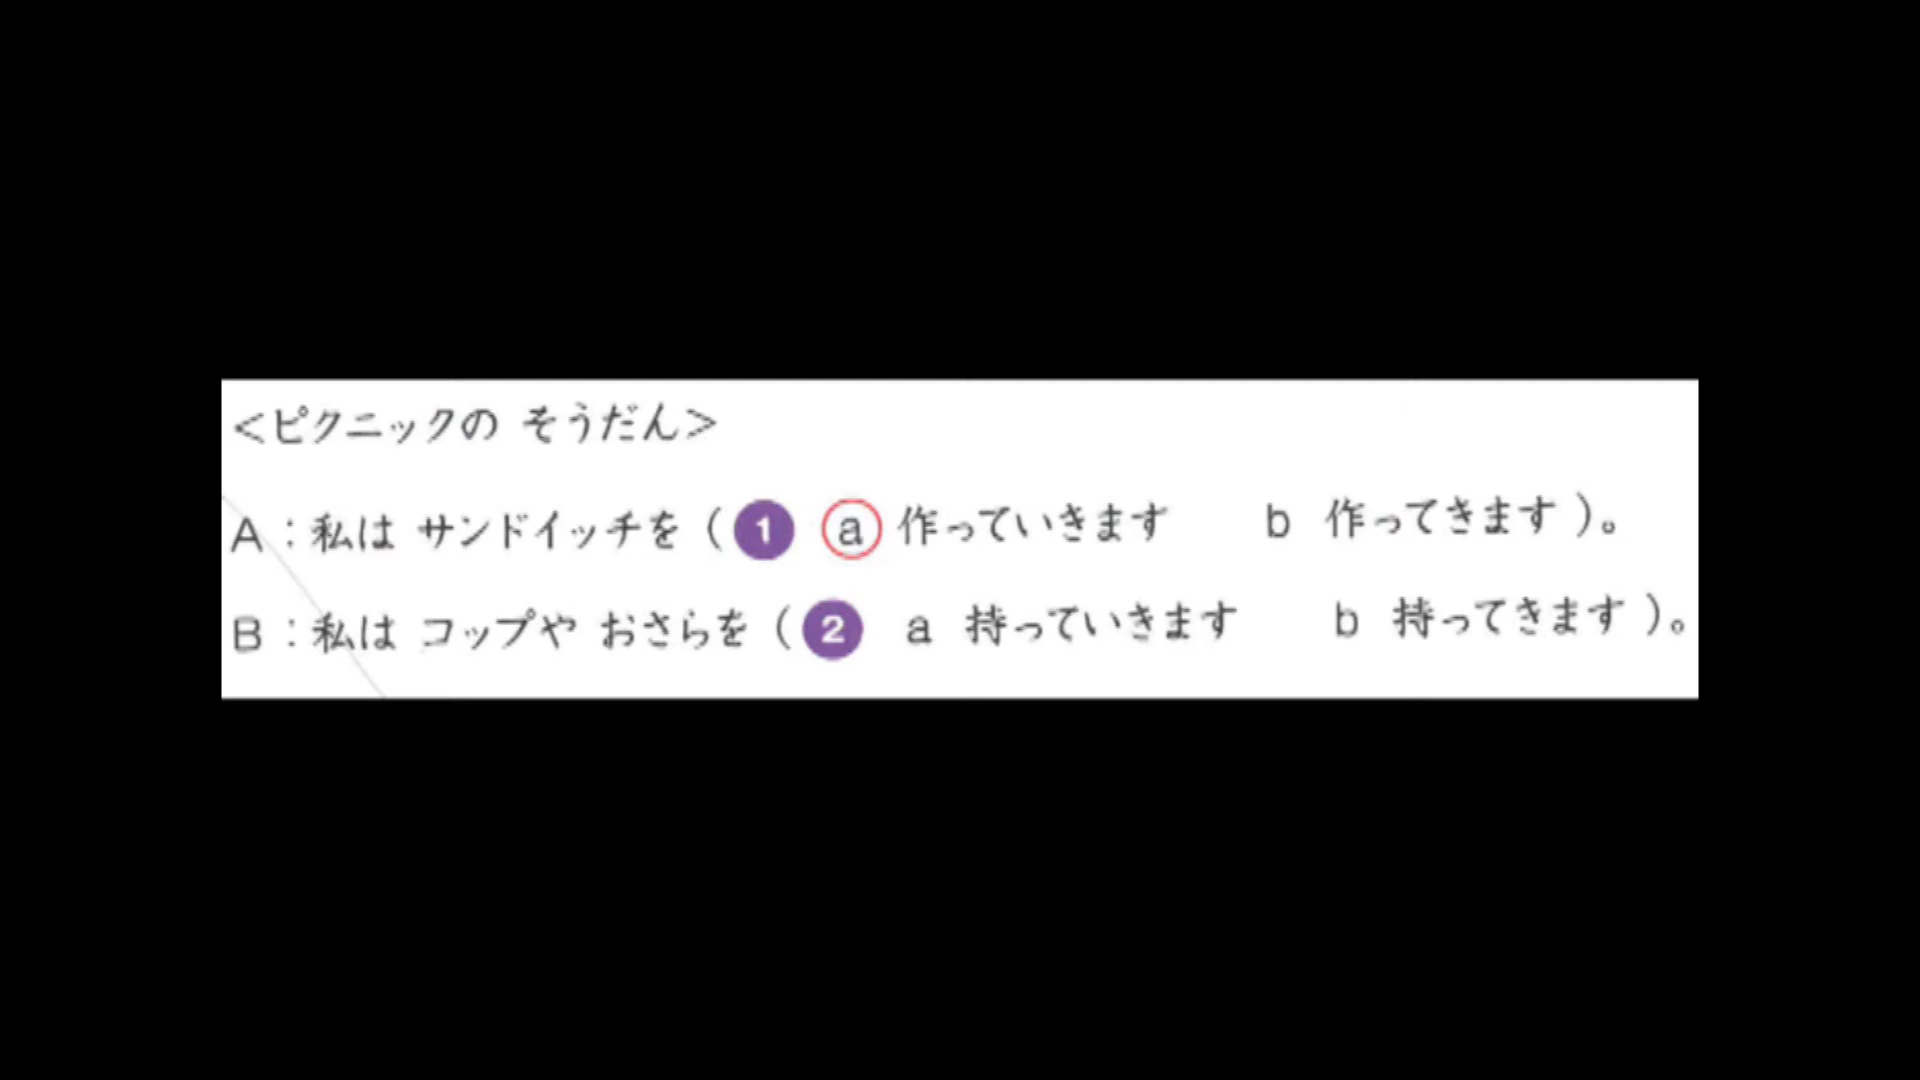 ＜ピクニックの そうだん＞
A：私は サンドイッチを（ 1 a 作っていきます b 作ってきます ）。
B：私は コップや おさらを（ 2 a 持っていきます b 持ってきます ）。